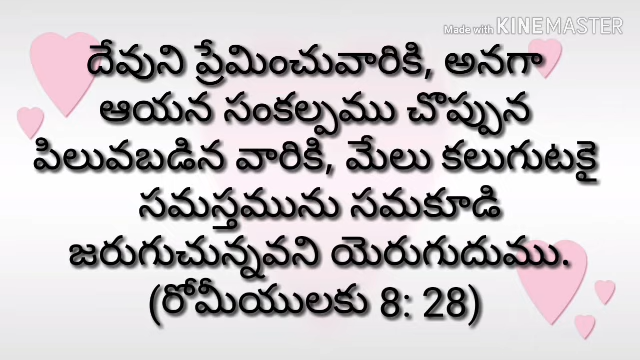 Made with KINEMASTER
దేవుని ప్రేమించువారికి, అనగా
ఆయన సంకల్పము చొప్పున
పిలువబడిన వారికి, మేలు కలుగుటకై
సమస్తమును సమకూడి
జరుగుచున్నవని యెరుగుదుము.
(రోమీయులకు 8: 28)